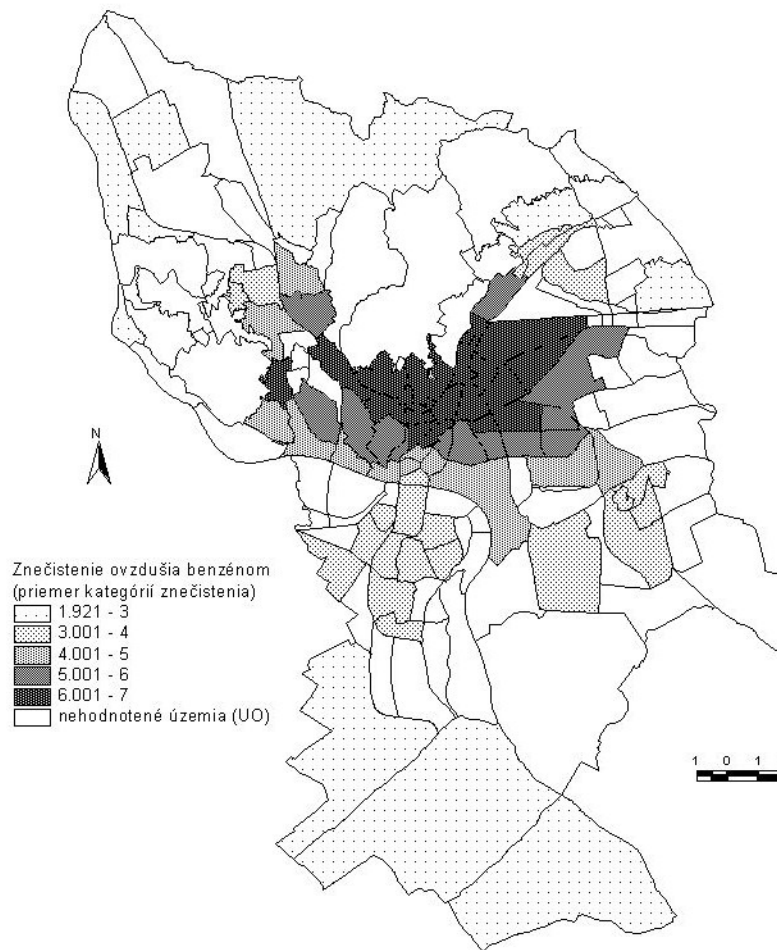 N
Znečistenie ovzdušia benzénom
(priemer kategórií znečistenia)
1.921 - 3
3.001 - 4
4.001 - 5
5.001 - 6
6.001 - 7
nehodnotené územia (UO)
1 0 1